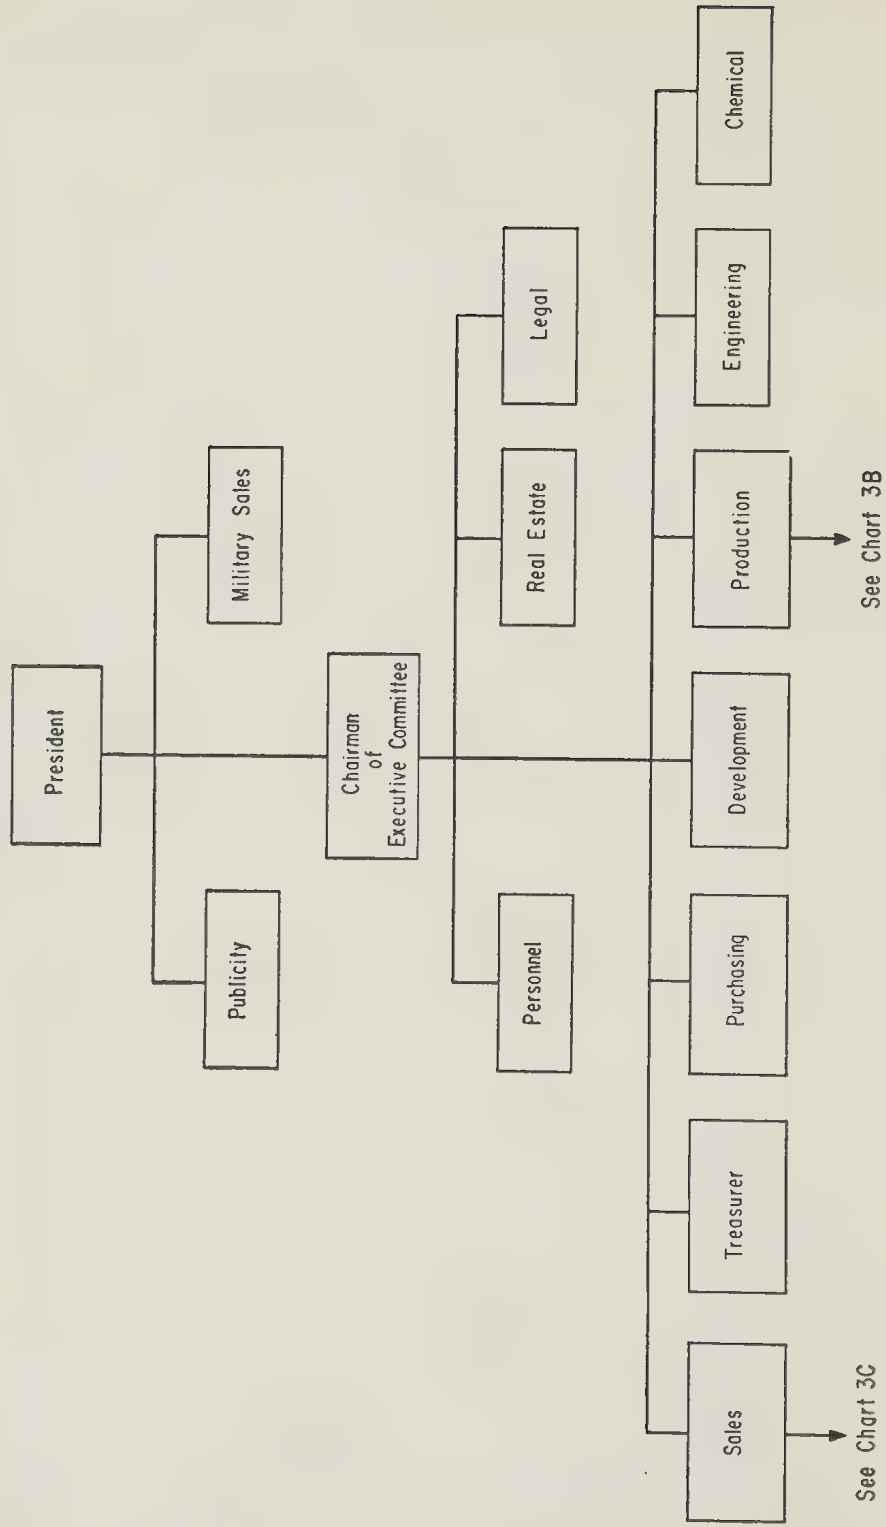 President
Publicity
Military Sales
Chairman
of
Executive Committee
Personnel
Real Estate
Legal
Sales
Treasurer
Purchasing
Development
Production
Engineering
Chemical
See Chart 3C
See Chart 3B